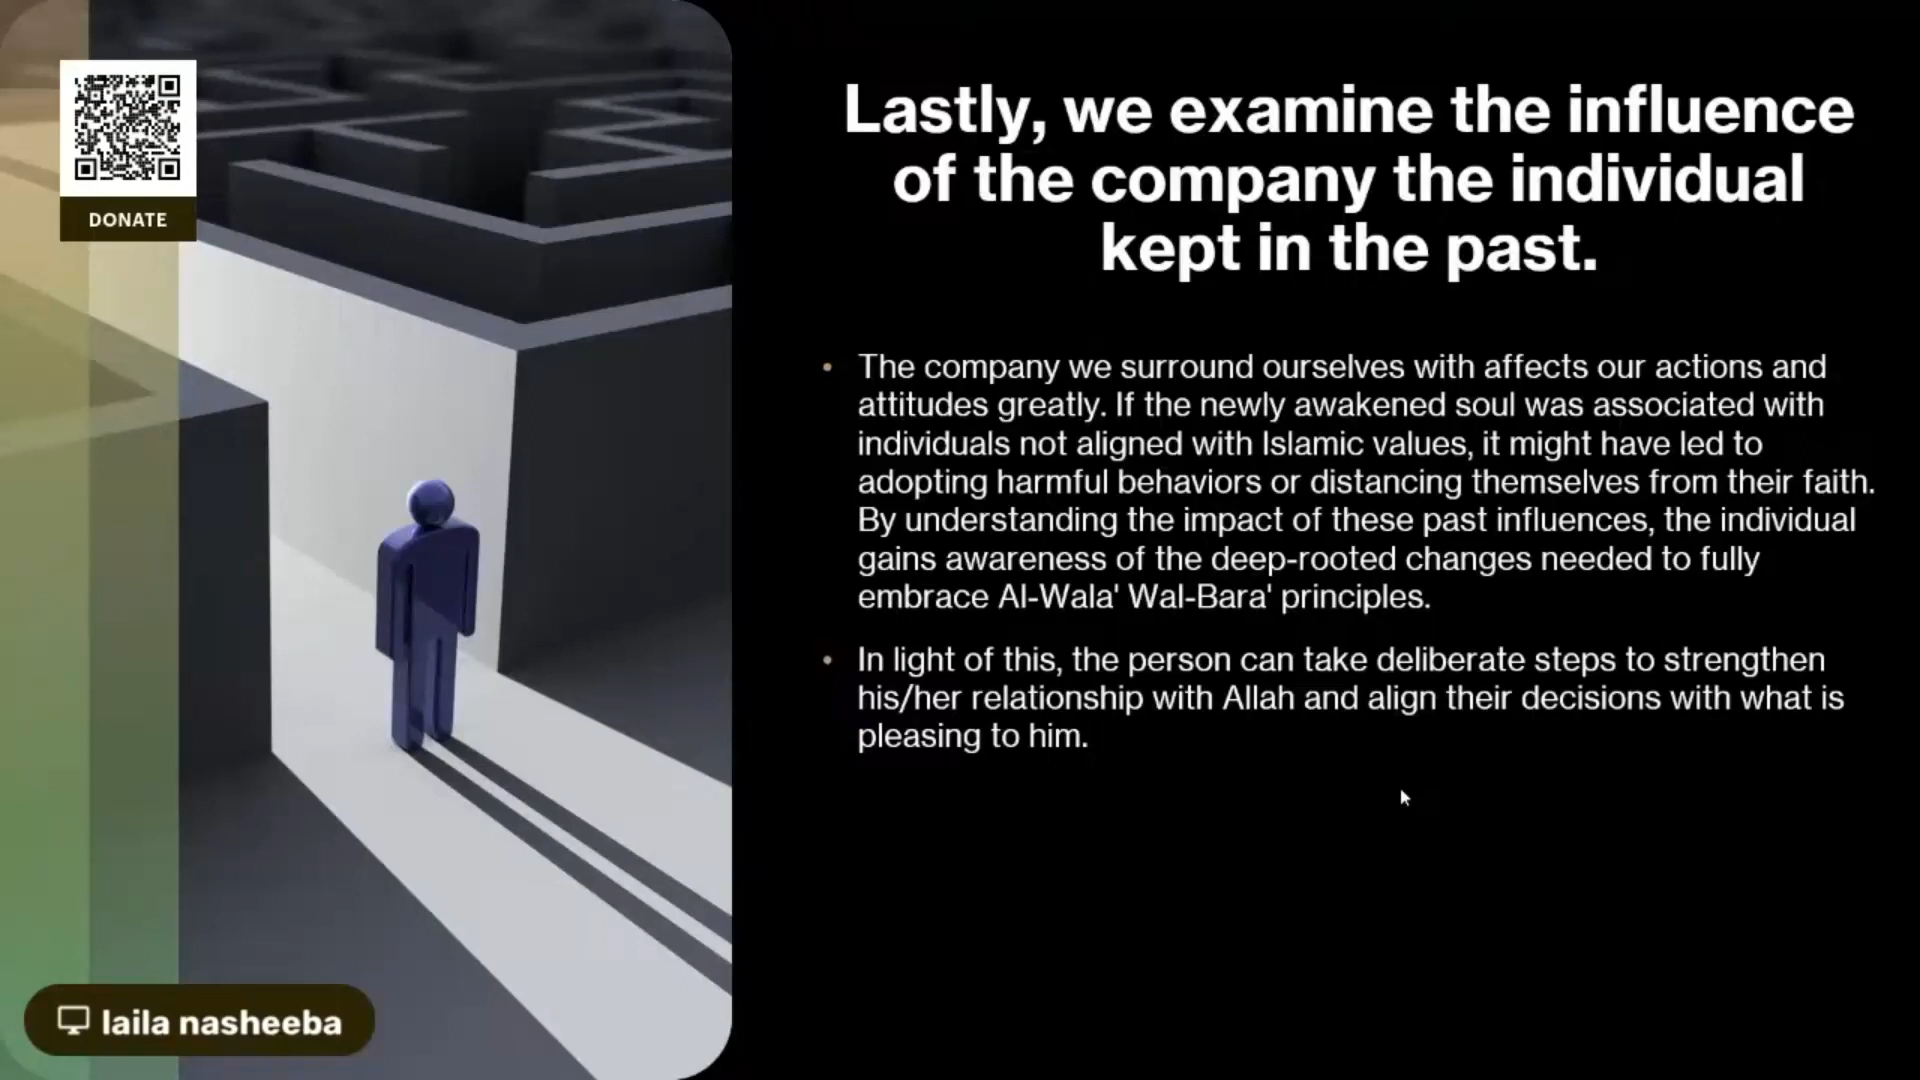 DONATE
Lastly, we examine the influence
of the company the individual
kept in the past.
• The company we surround ourselves with affects our actions and
attitudes greatly. If the newly awakened soul was associated with
individuals not aligned with Islamic values, it might have led to
adopting harmful behaviors or distancing themselves from their faith.
By understanding the impact of these past influences, the individual
gains awareness of the deep-rooted changes needed to fully
embrace Al-Wala' Wal-Bara' principles.
• In light of this, the person can take deliberate steps to strengthen
his/her relationship with Allah and align their decisions with what is
pleasing to him.
laila nasheeba